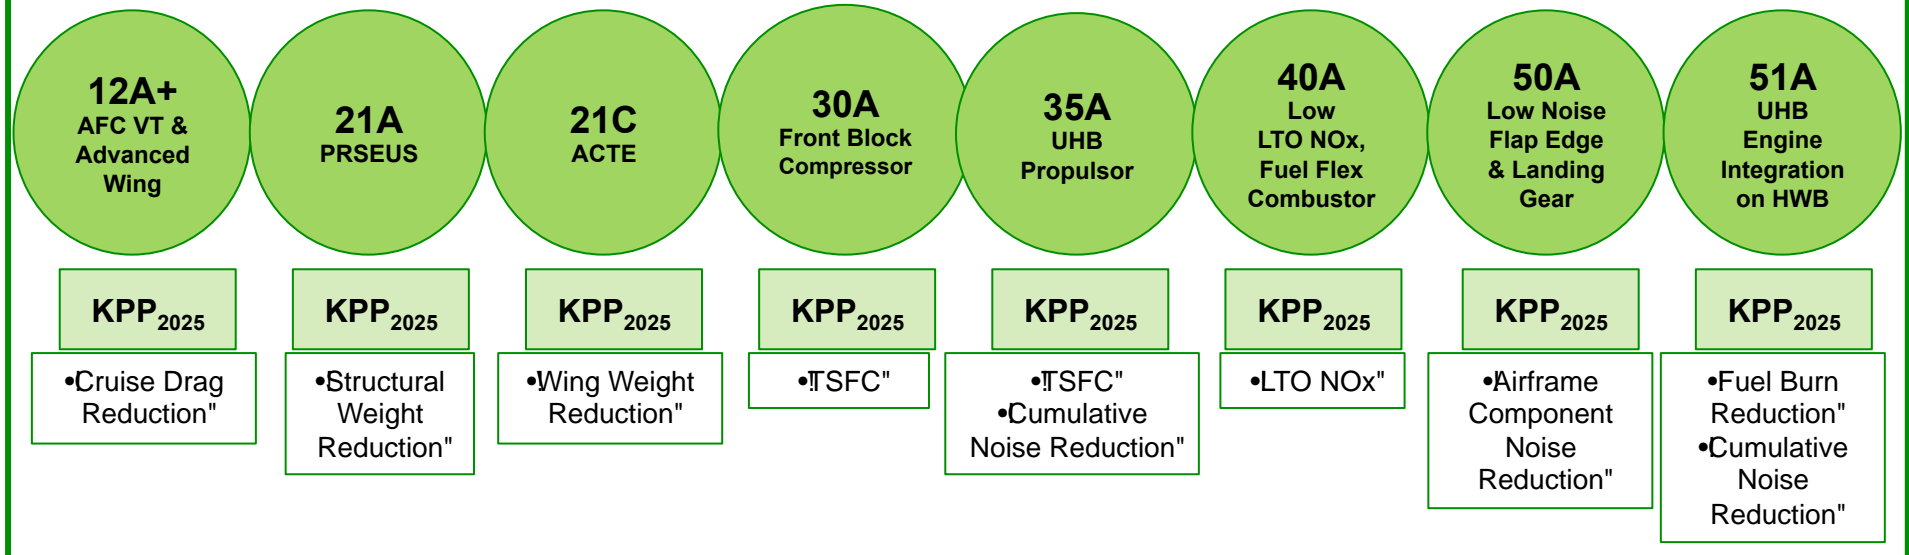 12A+
AFC VT &
Advanced
Wing
21A
PRSEUS
21C
ACTE
30A
Front Block
Compressor
35A
UHB
Propulsor
40A
Low
LTO NOx,
Fuel Flex
Combustor
50A
Low Noise
Flap Edge
& Landing
Gear
51A
UHB
Engine
Integration
on HWB
KPP2025
•Cruise Drag
Reduction"
KPP2025
•Structural
Weight
Reduction"
KPP2025
•Wing Weight
Reduction"
KPP2025
•TSFC"
KPP2025
•TSFC"
•Cumulative
Noise Reduction"
KPP2025
•LTO NOx"
KPP2025
•Airframe
Component
Noise
Reduction"
KPP2025
•Fuel Burn
Reduction"
•Cumulative
Noise
Reduction"